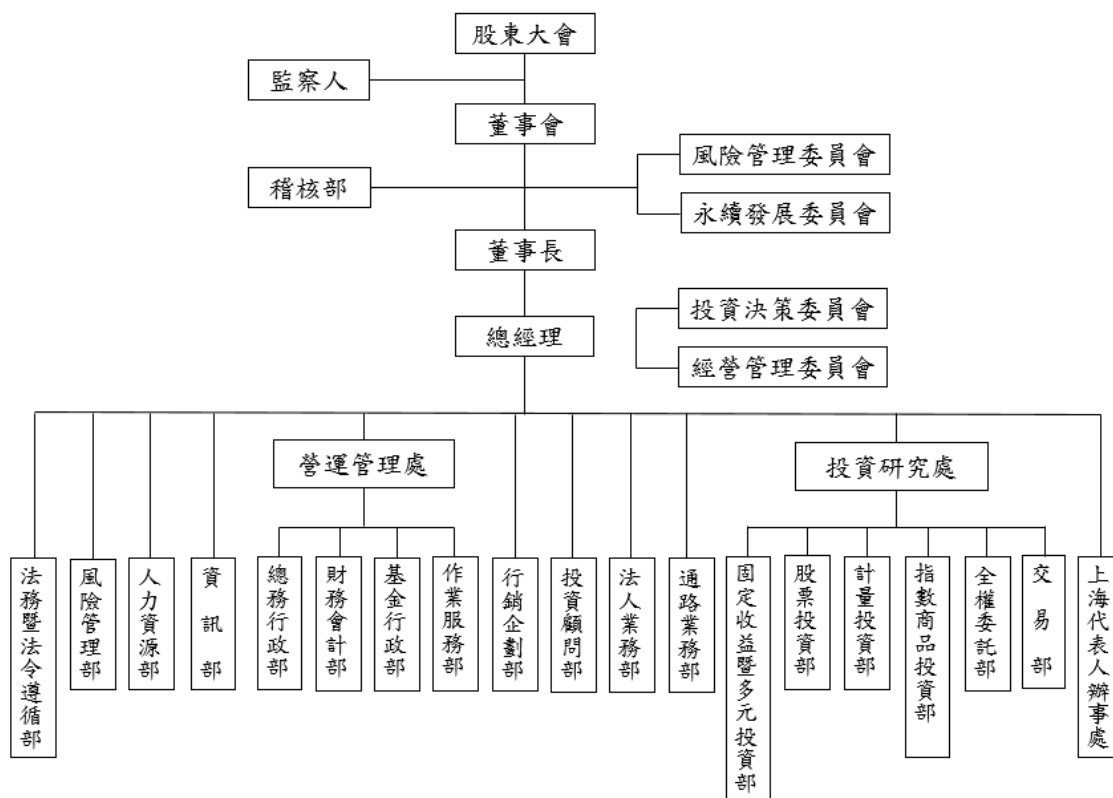 股東大會
監察人
董事會
風險管理委員會
稽核部
永續發展委員會
董事長
投資決策委員會
總經理
經營管理委員會
營運管理處
投資研究處
法務暨法令遵循部
風險管理部
人力資源部
資訊部
總務行政部
財務會計部
基金行政部
作業服務部
行銷企劃部
投資顧問部
法人業務部
通路業務部
固定收益暨多元投資部
股票投資部
計量投資部
指數商品投資部
全權委託部
交易部
上海代表人辦事處